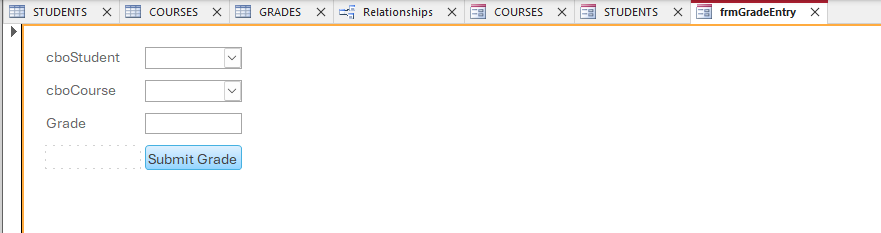 STUDENTS COURSES GRADES Relationships COURSES STUDENTS frmGradeEntry
cboStudent
cboCourse
Grade
Submit Grade